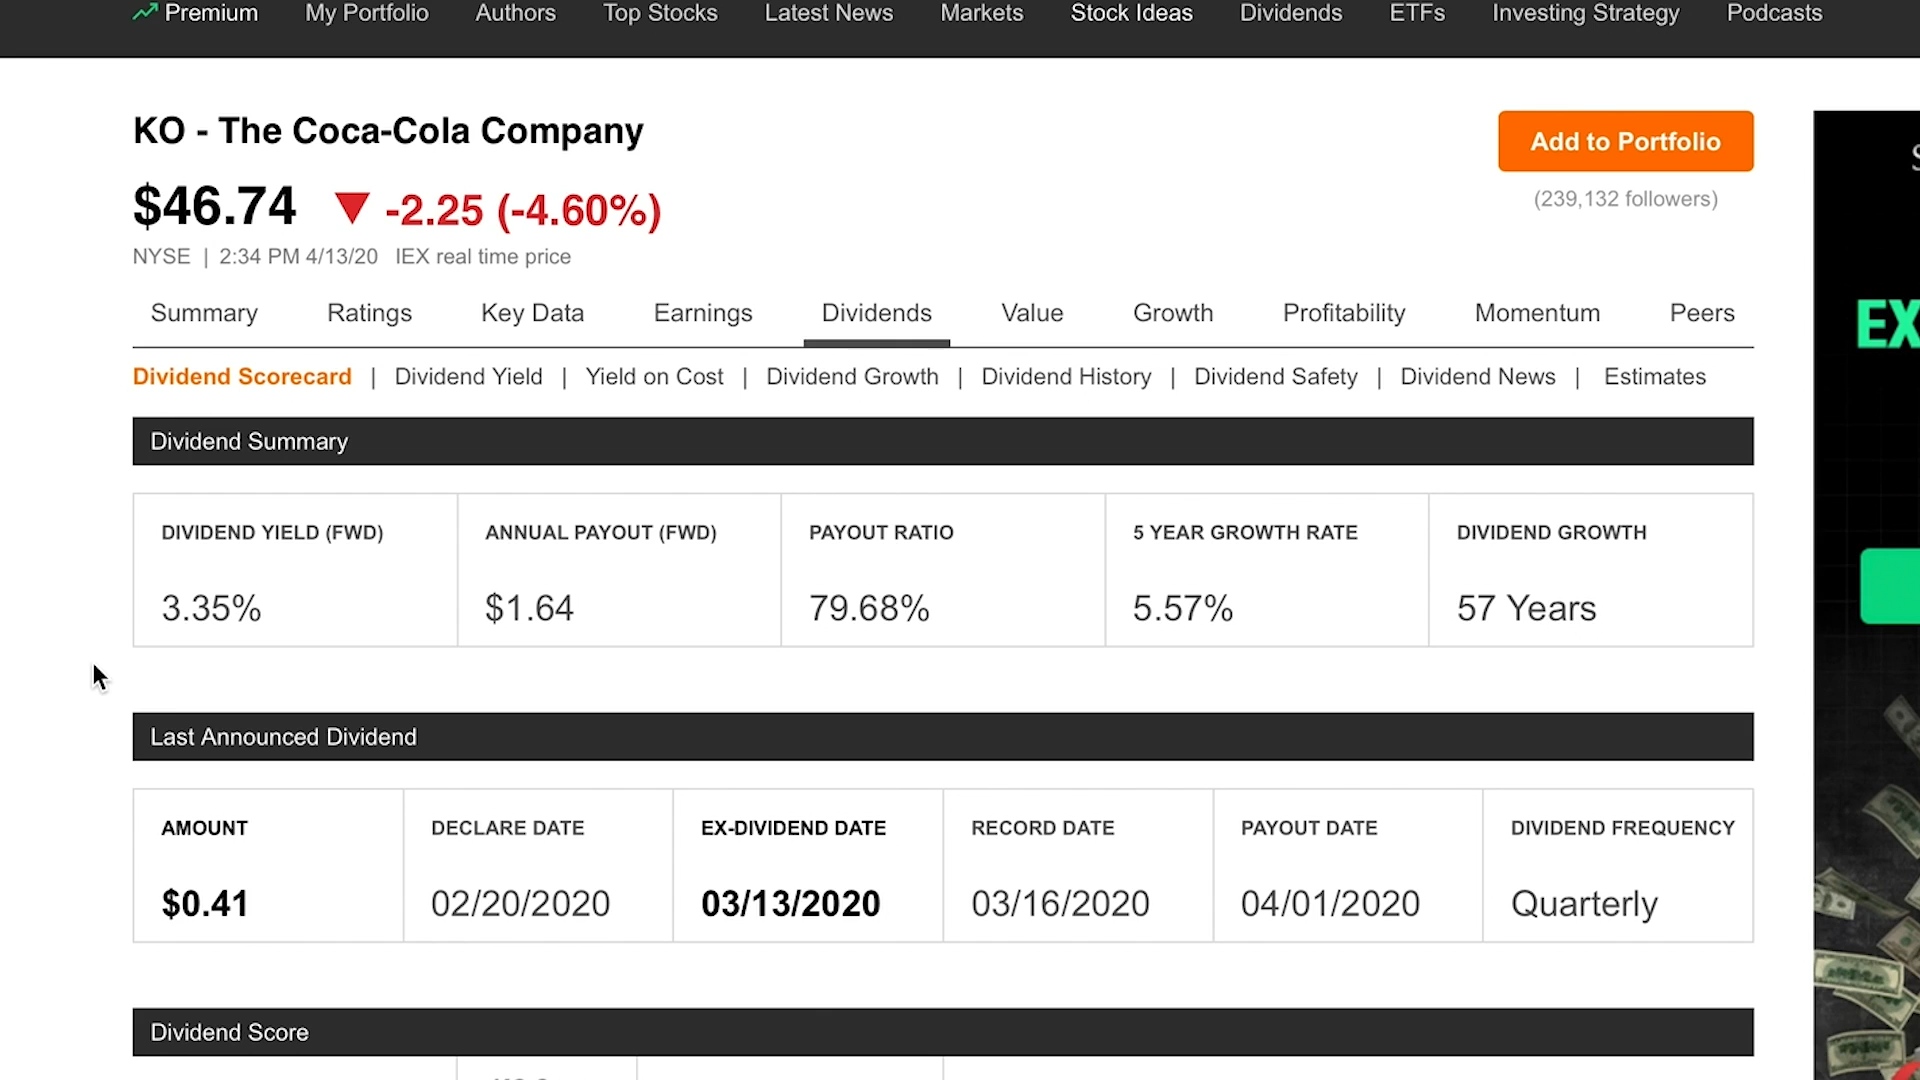 Premium My Portfolio Authors Top Stocks Latest News Markets Stock Ideas Dividends ETFs Investing Strategy Podcasts
KO - The Coca-Cola Company
Add to Portfolio
$46.74 -2.25 (-4.60%)
(239,132 followers)
NYSE | 2:34 PM 4/13/20 IEX real time price
Summary Ratings Key Data Earnings Dividends Value Growth Profitability Momentum Peers
Dividend Scorecard | Dividend Yield | Yield on Cost | Dividend Growth | Dividend History | Dividend Safety | Dividend News | Estimates
Dividend Summary
DIVIDEND YIELD (FWD) ANNUAL PAYOUT (FWD) PAYOUT RATIO 5 YEAR GROWTH RATE DIVIDEND GROWTH
3.35% $1.64 79.68% 5.57% 57 Years
Last Announced Dividend
AMOUNT DECLARE DATE EX-DIVIDEND DATE RECORD DATE PAYOUT DATE DIVIDEND FREQUENCY
$0.41 02/20/2020 03/13/2020 03/16/2020 04/01/2020 Quarterly
Dividend Score
EX